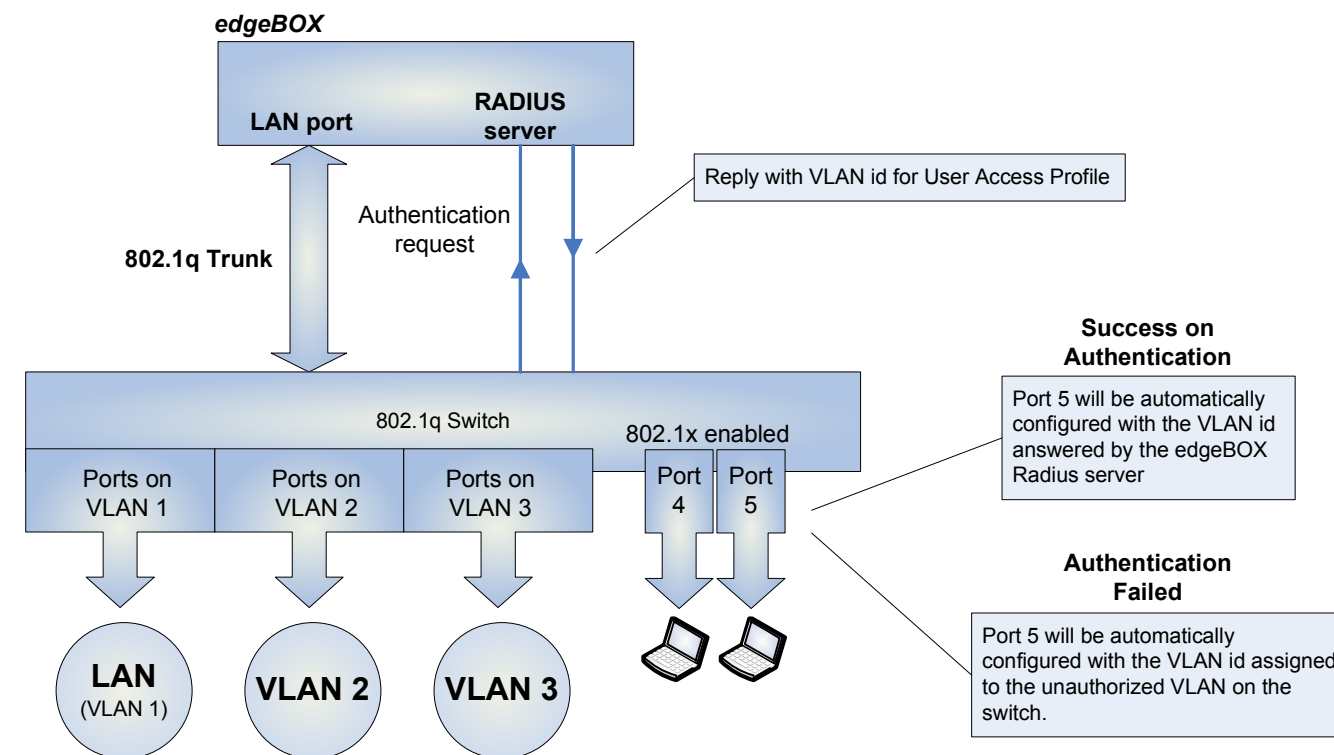 edgeBOX
LAN port
RADIUS
server
Reply with VLAN id for User Access Profile
Authentication
request
802.1q Trunk
Success on
Authentication
Port 5 will be automatically
configured with the VLAN id
answered by the edgeBOX
Radius server
802.1q Switch
802.1x enabled
Ports on
VLAN 1
Ports on
VLAN 2
Ports on
VLAN 3
Port
4
Port
5
Authentication
Failed
Port 5 will be automatically
configured with the VLAN id assigned
to the unauthorized VLAN on the
switch.
LAN
(VLAN 1)
VLAN 2
VLAN 3